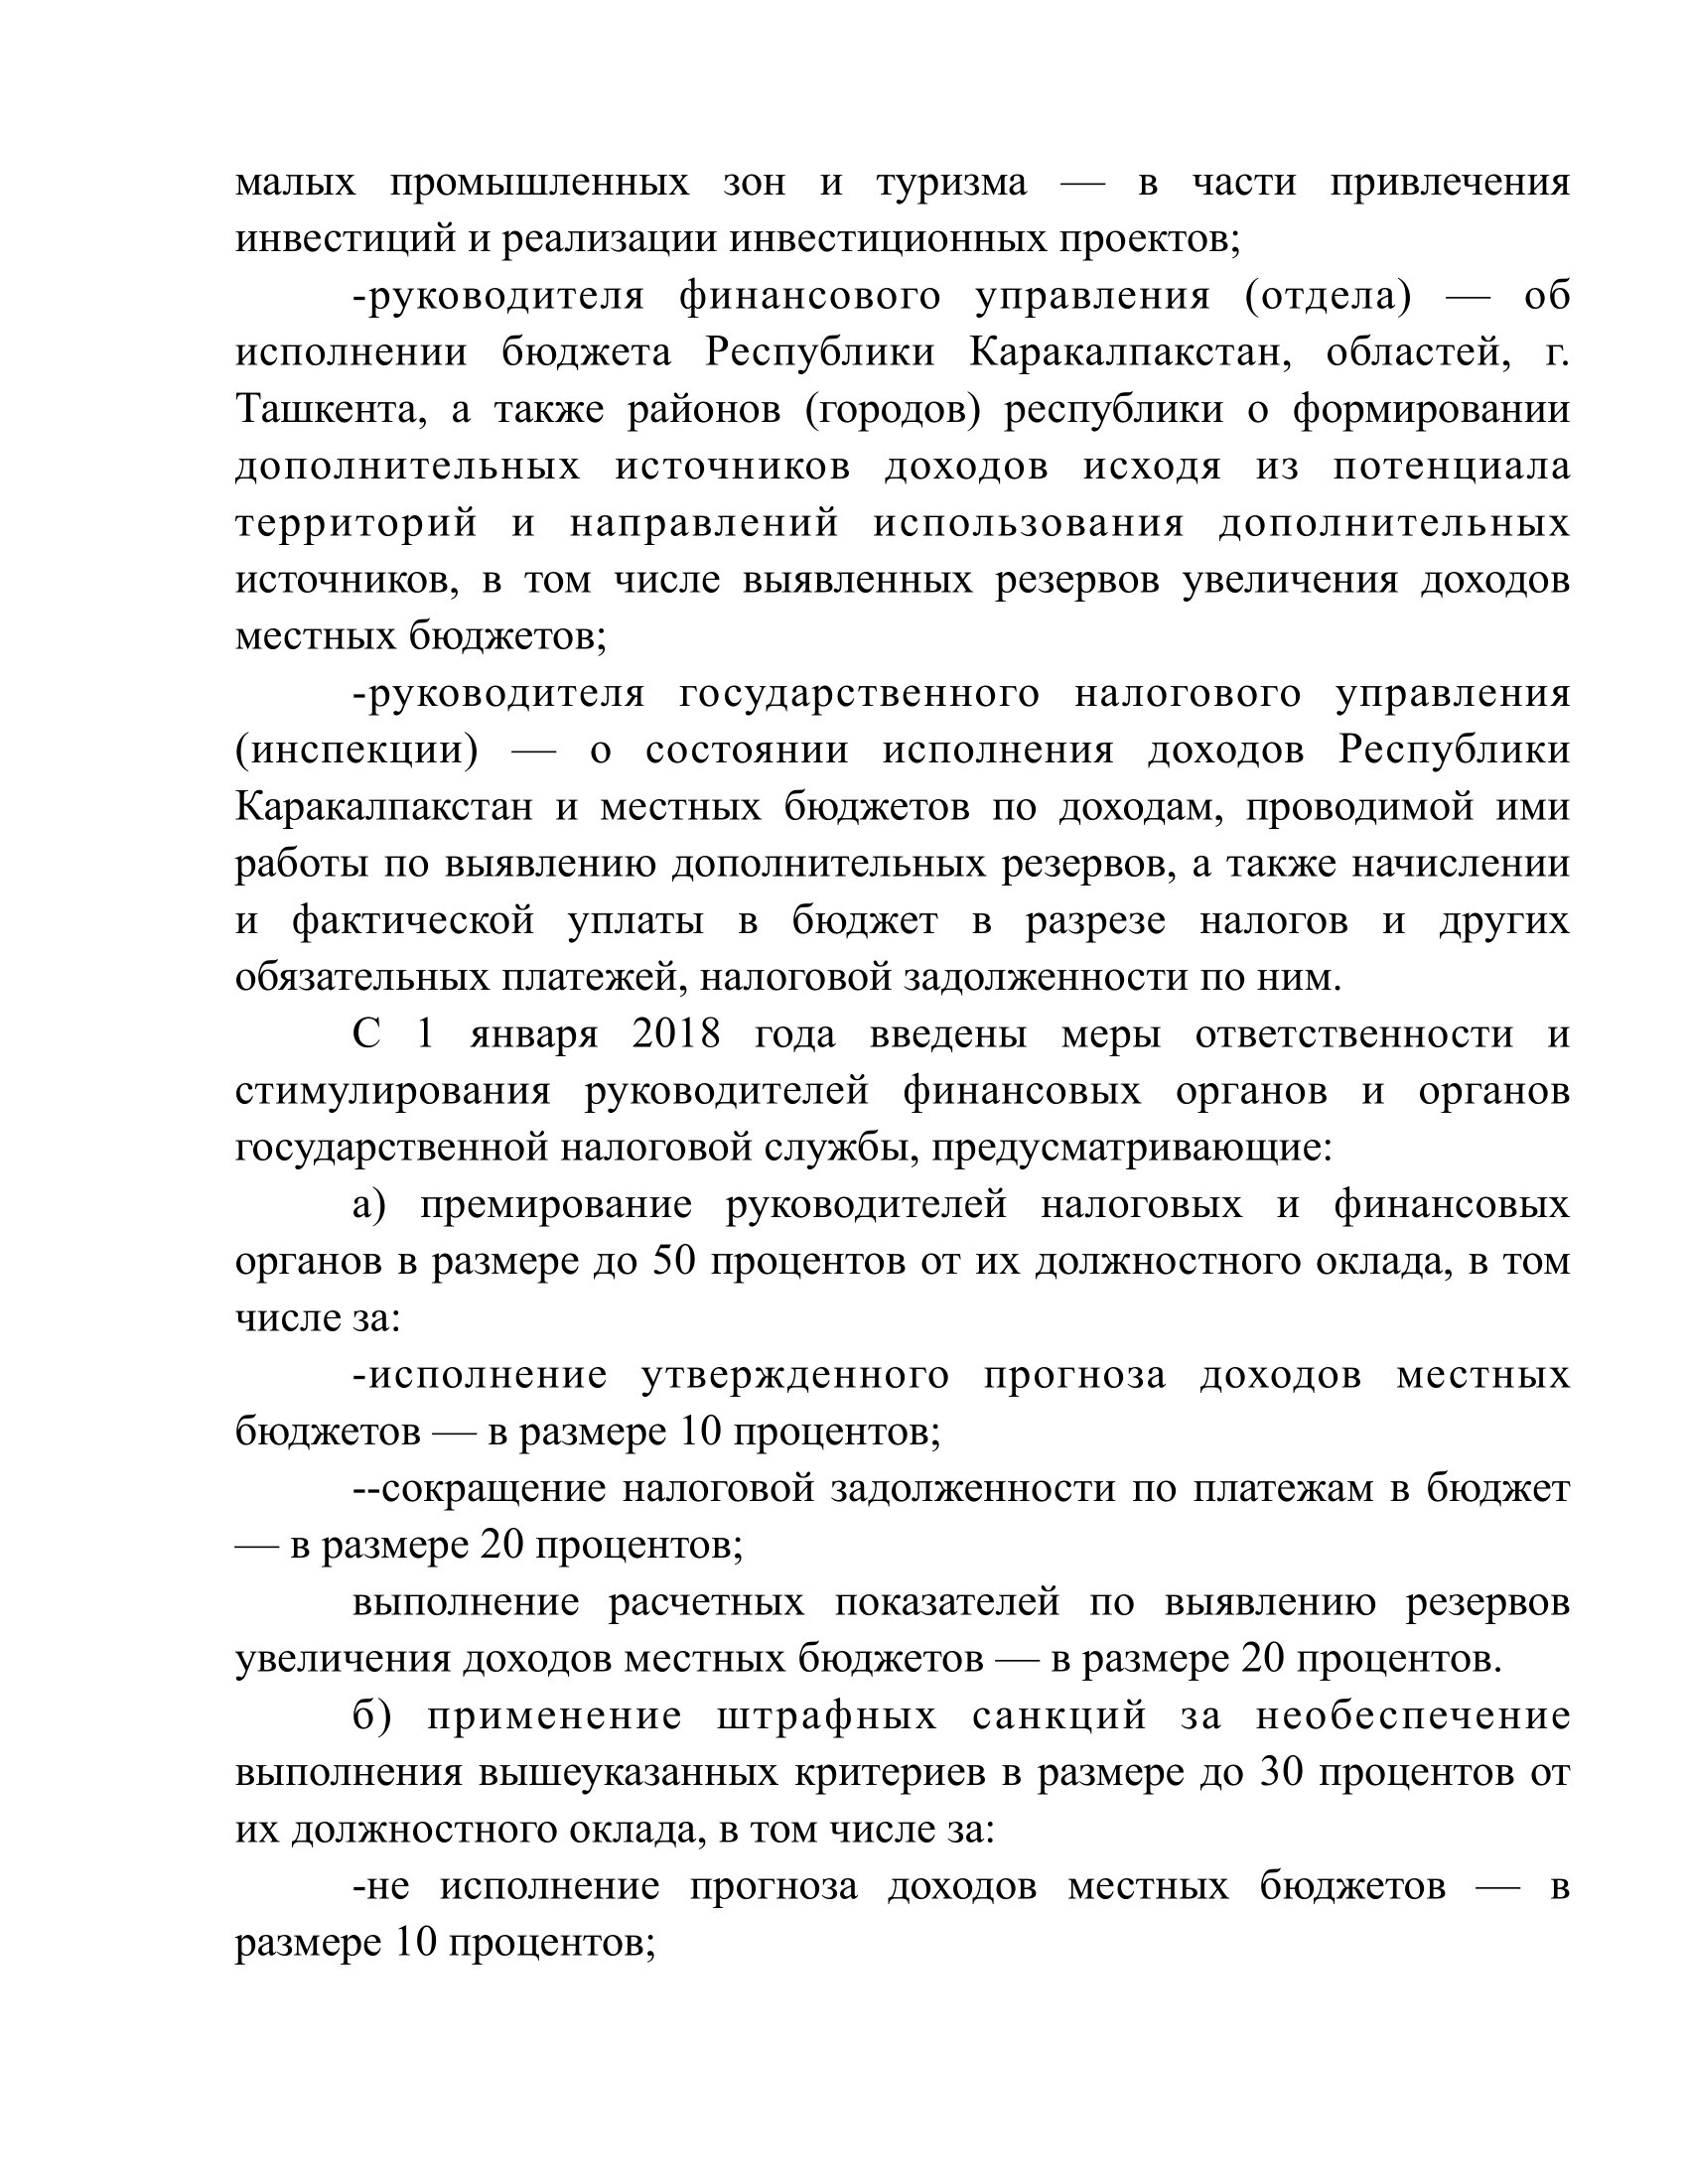 малых промышленных зон и туризма — в части привлечения
инвестиций и реализации инвестиционных проектов;
-руководителя финансового управления (отдела) — об
исполнении бюджета Республики Каракалпакстан, областей, г.
Ташкента, а также районов (городов) республики о формировании
дополнительных источников доходов исходя из потенциала
территорий и направлений использования дополнительных
источников, в том числе выявленных резервов увеличения доходов
местных бюджетов;
-руководителя государственного налогового управления
(инспекции) — о состоянии исполнения доходов Республики
Каракалпакстан и местных бюджетов по доходам, проводимой ими
работы по выявлению дополнительных резервов, а также начислении
и фактической уплаты в бюджет в разрезе налогов и других
обязательных платежей, налоговой задолженности по ним.
С 1 января 2018 года введены меры ответственности и
стимулирования руководителей финансовых органов и органов
государственной налоговой службы, предусматривающие:
а) премирование руководителей налоговых и финансовых
органов в размере до 50 процентов от их должностного оклада, в том
числе за:
-исполнение утвержденного прогноза доходов местных
бюджетов — в размере 10 процентов;
--сокращение налоговой задолженности по платежам в бюджет
— в размере 20 процентов;
выполнение расчетных показателей по выявлению резервов
увеличения доходов местных бюджетов — в размере 20 процентов.
б) применение штрафных санкций за необеспечение
выполнения вышеуказанных критериев в размере до 30 процентов от
их должностного оклада, в том числе за:
-не исполнение прогноза доходов местных бюджетов — в
размере 10 процентов;